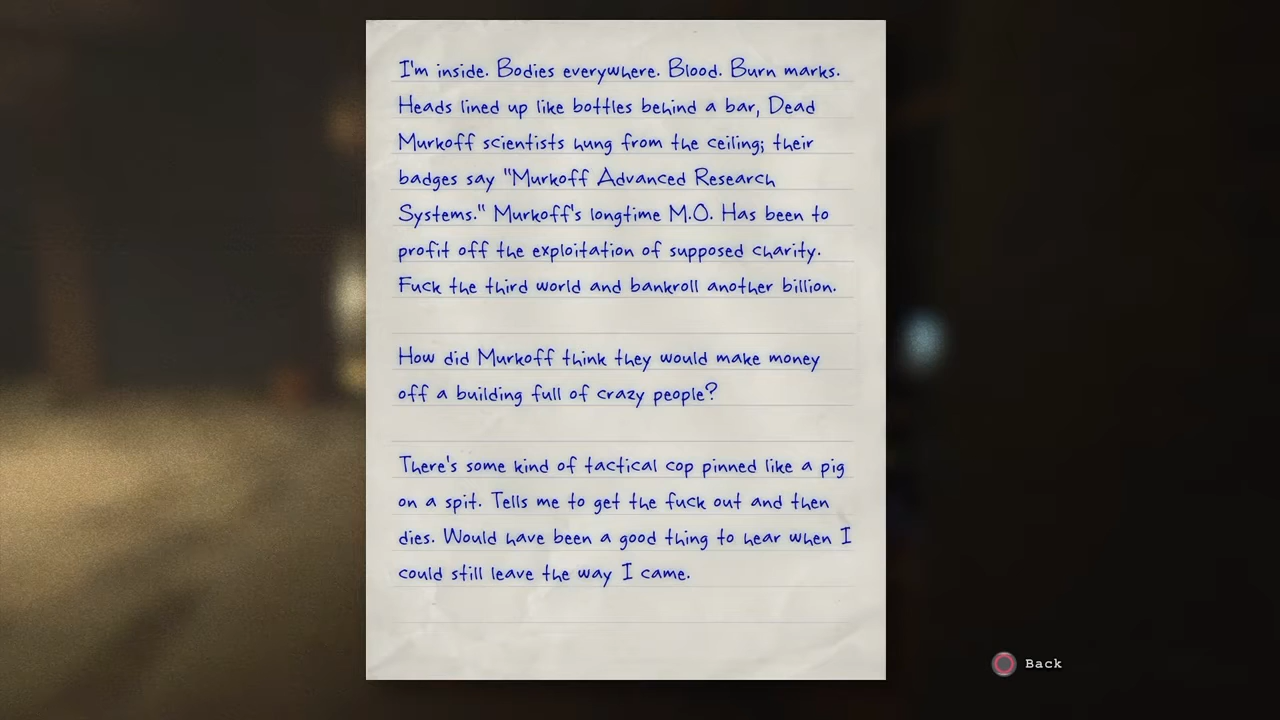 I'm inside. Bodies everywhere. Blood. Burn marks.
Heads lined up like bottles behind a bar, Dead
Murkoff scientists hung from the ceiling; their
badges say "Murkoff Advanced Research
Systems." Murkoff's longtime M.O. Has been to
profit off the exploitation of supposed charity.
Fuck the third world and bankroll another billion.
How did Murkoff think they would make money
off a building full of crazy people?
There's some kind of tactical cop pinned like a pig
on a spit. Tells me to get the fuck out and then
dies. Would have been a good thing to hear when I
could still leave the way I came.
Back